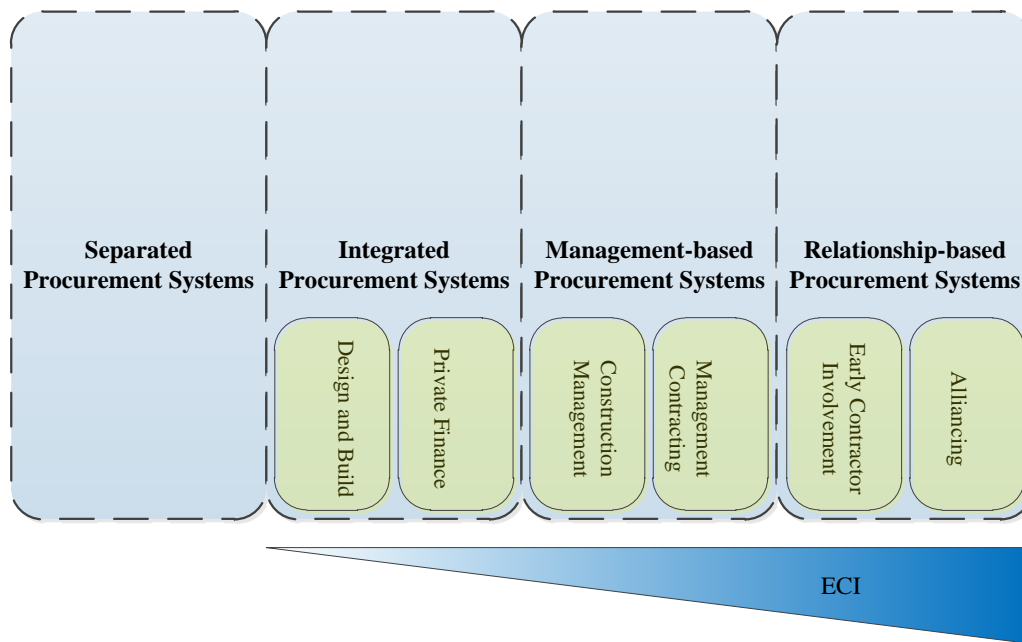 Separated
Procurement Systems
Integrated
Procurement Systems
Management-based
Procurement Systems
Relationship-based
Procurement Systems
Design and Build
Private Finance
Construction
Management
Management
Contracting
Early Contractor
Involvement
Alliancing
ECI